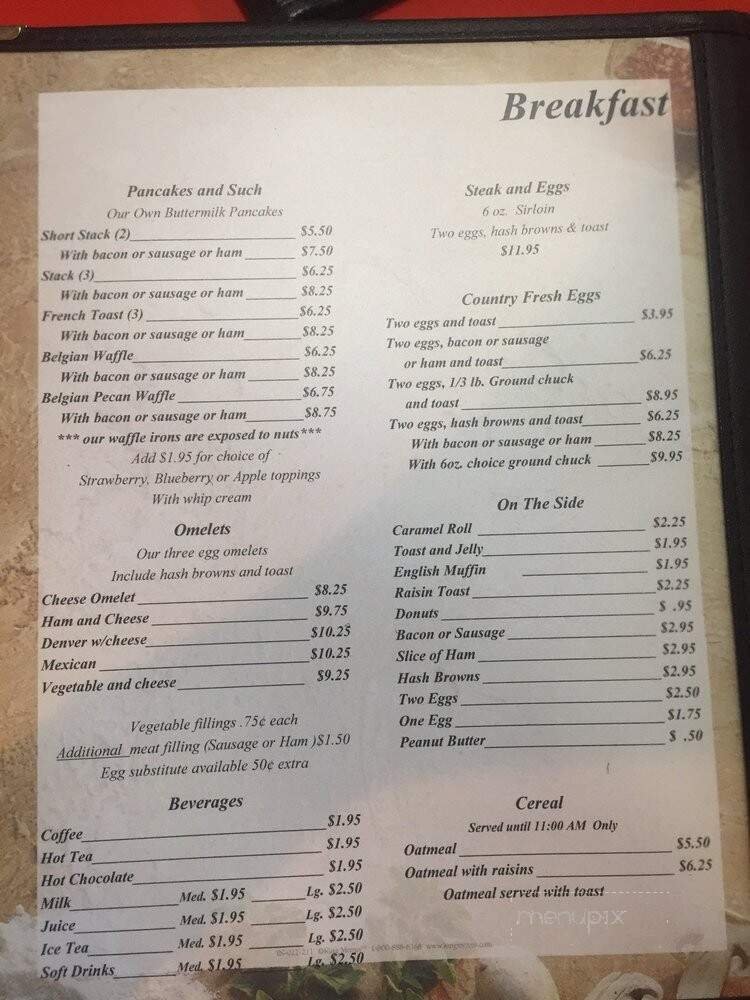 Breakfast
Pancakes and Such
Our Own Buttermilk Pancakes
Short Stack (2) $5.50
With bacon or sausage or ham $7.50
Stack (3) $6.25
With bacon or sausage or ham $8.25
French Toast (3) $6.25
With bacon or sausage or ham $8.25
Belgian Waffle $6.25
With bacon or sausage or ham $8.25
Belgian Pecan Waffle $6.75
With bacon or sausage or ham $8.75
*** our waffle irons are exposed to nuts***
Add $1.95 for choice of
Strawberry, Blueberry or Apple toppings
With whip cream
Omelets
Our three egg omelets
Include hash browns and toast
Cheese Omelet $8.25
Ham and Cheese $9.75
Denver w/cheese $10.25
Mexican $10.25
Vegetable and cheese $9.25
Vegetable fillings .75¢ each
Additional meat filling (Sausage or Ham )$1.50
Egg substitute available 50¢ extra
Beverages
Coffee $1.95
Hot Tea $1.95
Hot Chocolate $1.95
Milk Med. $1.95 Lg. $2.50
Juice Med. $1.95 Lg. $2.50
Ice Tea Med. $1.95 Lg. $2.50
Soft Drinks Med. $1.95 Lg. $2.50
Steak and Eggs
6 oz. Sirloin
Two eggs, hash browns & toast
$11.95
Country Fresh Eggs
Two eggs and toast $3.95
Two eggs, bacon or sausage
or ham and toast $6.25
Two eggs, 1/3 lb. Ground chuck
and toast $8.95
Two eggs, hash browns and toast $6.25
With bacon or sausage or ham $8.25
With 6oz. choice ground chuck $9.95
On The Side
Caramel Roll $2.25
Toast and Jelly $1.95
English Muffin $1.95
Raisin Toast $2.25
Donuts $ .95
Bacon or Sausage $2.95
Slice of Ham $2.95
Hash Browns $2.95
Two Eggs $2.50
One Egg $1.75
Peanut Butter $ .50
Cereal
Served until 11:00 AM Only
Oatmeal $5.50
Oatmeal with raisins $6.25
Oatmeal served with toast
menupix